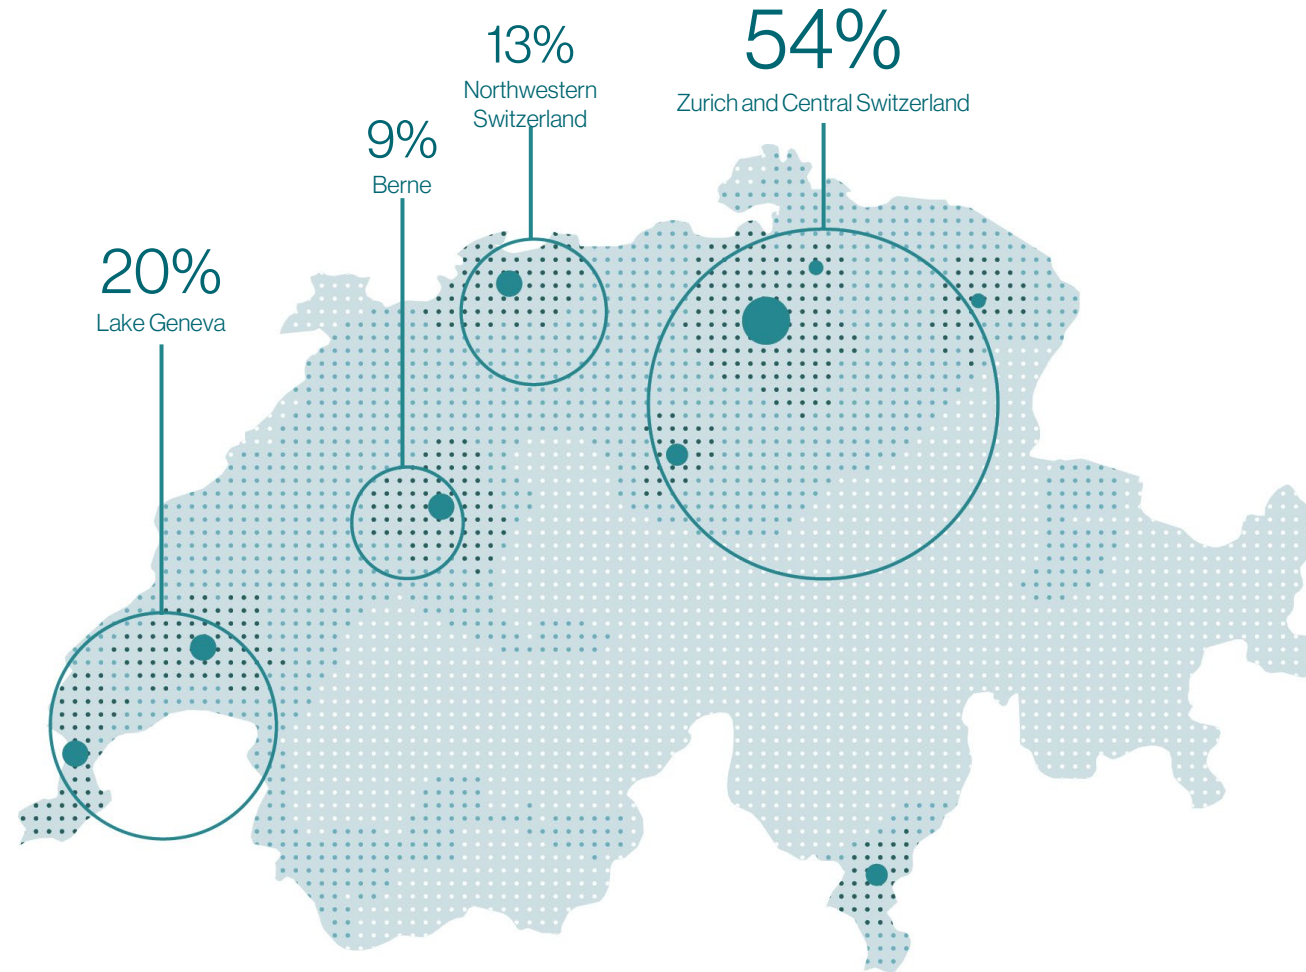 54%
Zurich and Central Switzerland
13%
Northwestern
Switzerland
9%
Berne
20%
Lake Geneva